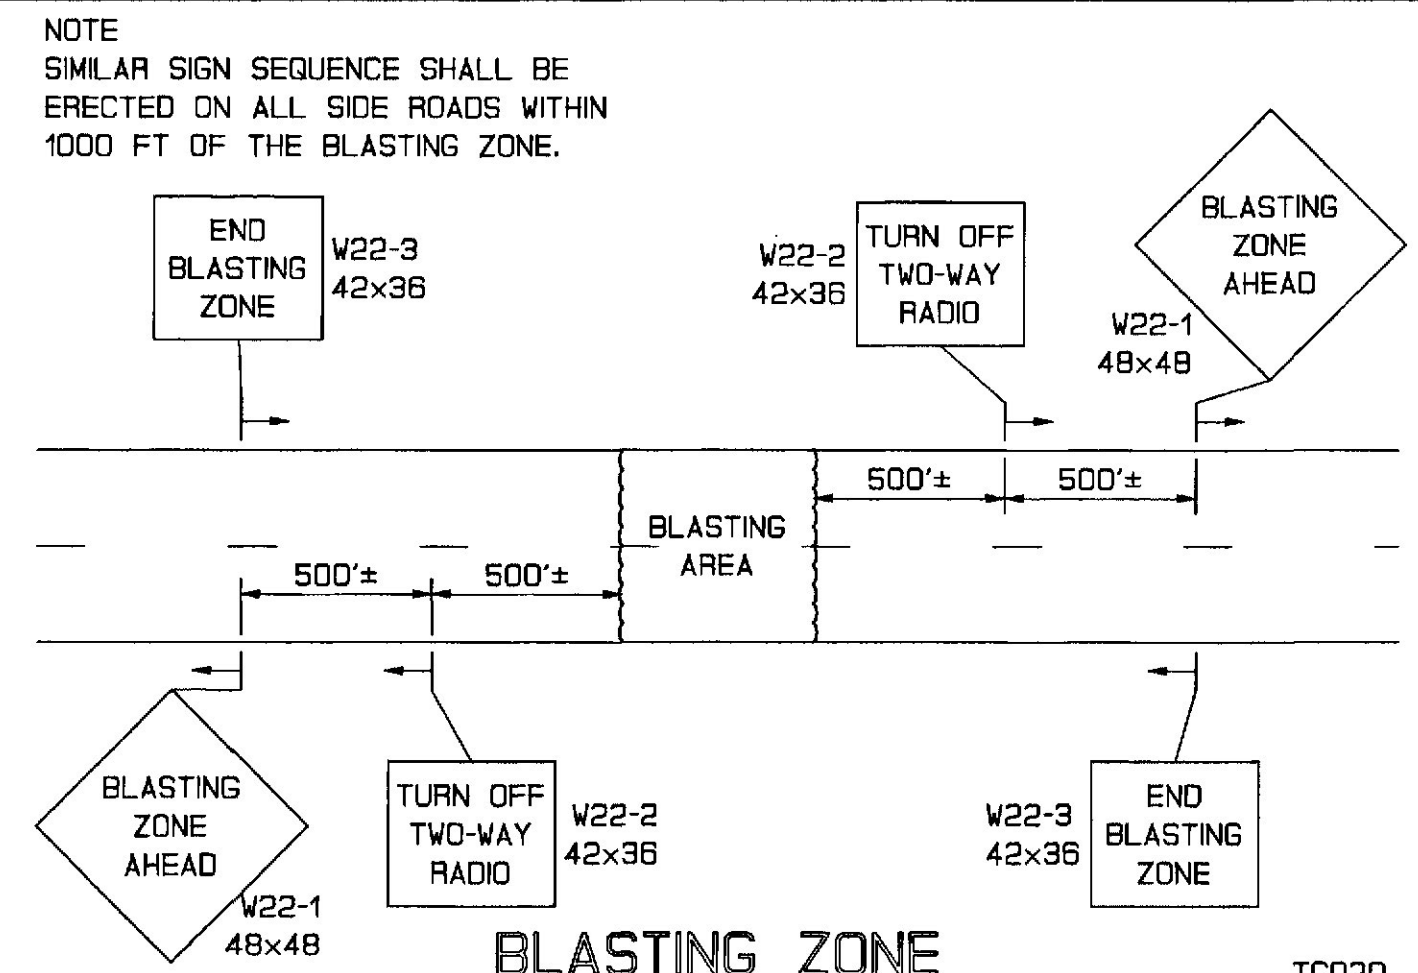 NOTE
SIMILAR SIGN SEQUENCE SHALL BE
ERECTED ON ALL SIDE ROADS WITHIN
1000 FT OF THE BLASTING ZONE.
END
BLASTING
ZONE
W22-3
42x36
W22-2
42x36
TURN OFF
TWO-WAY
RADIO
BLASTING
ZONE
AHEAD
W22-1
48x48
500'±
500'±
BLASTING
AREA
500'±
500'±
BLASTING
ZONE
AHEAD
W22-1
48x48
TURN OFF
TWO-WAY
RADIO
W22-2
42x36
W22-3
42x36
END
BLASTING
ZONE
BLASTING ZONE